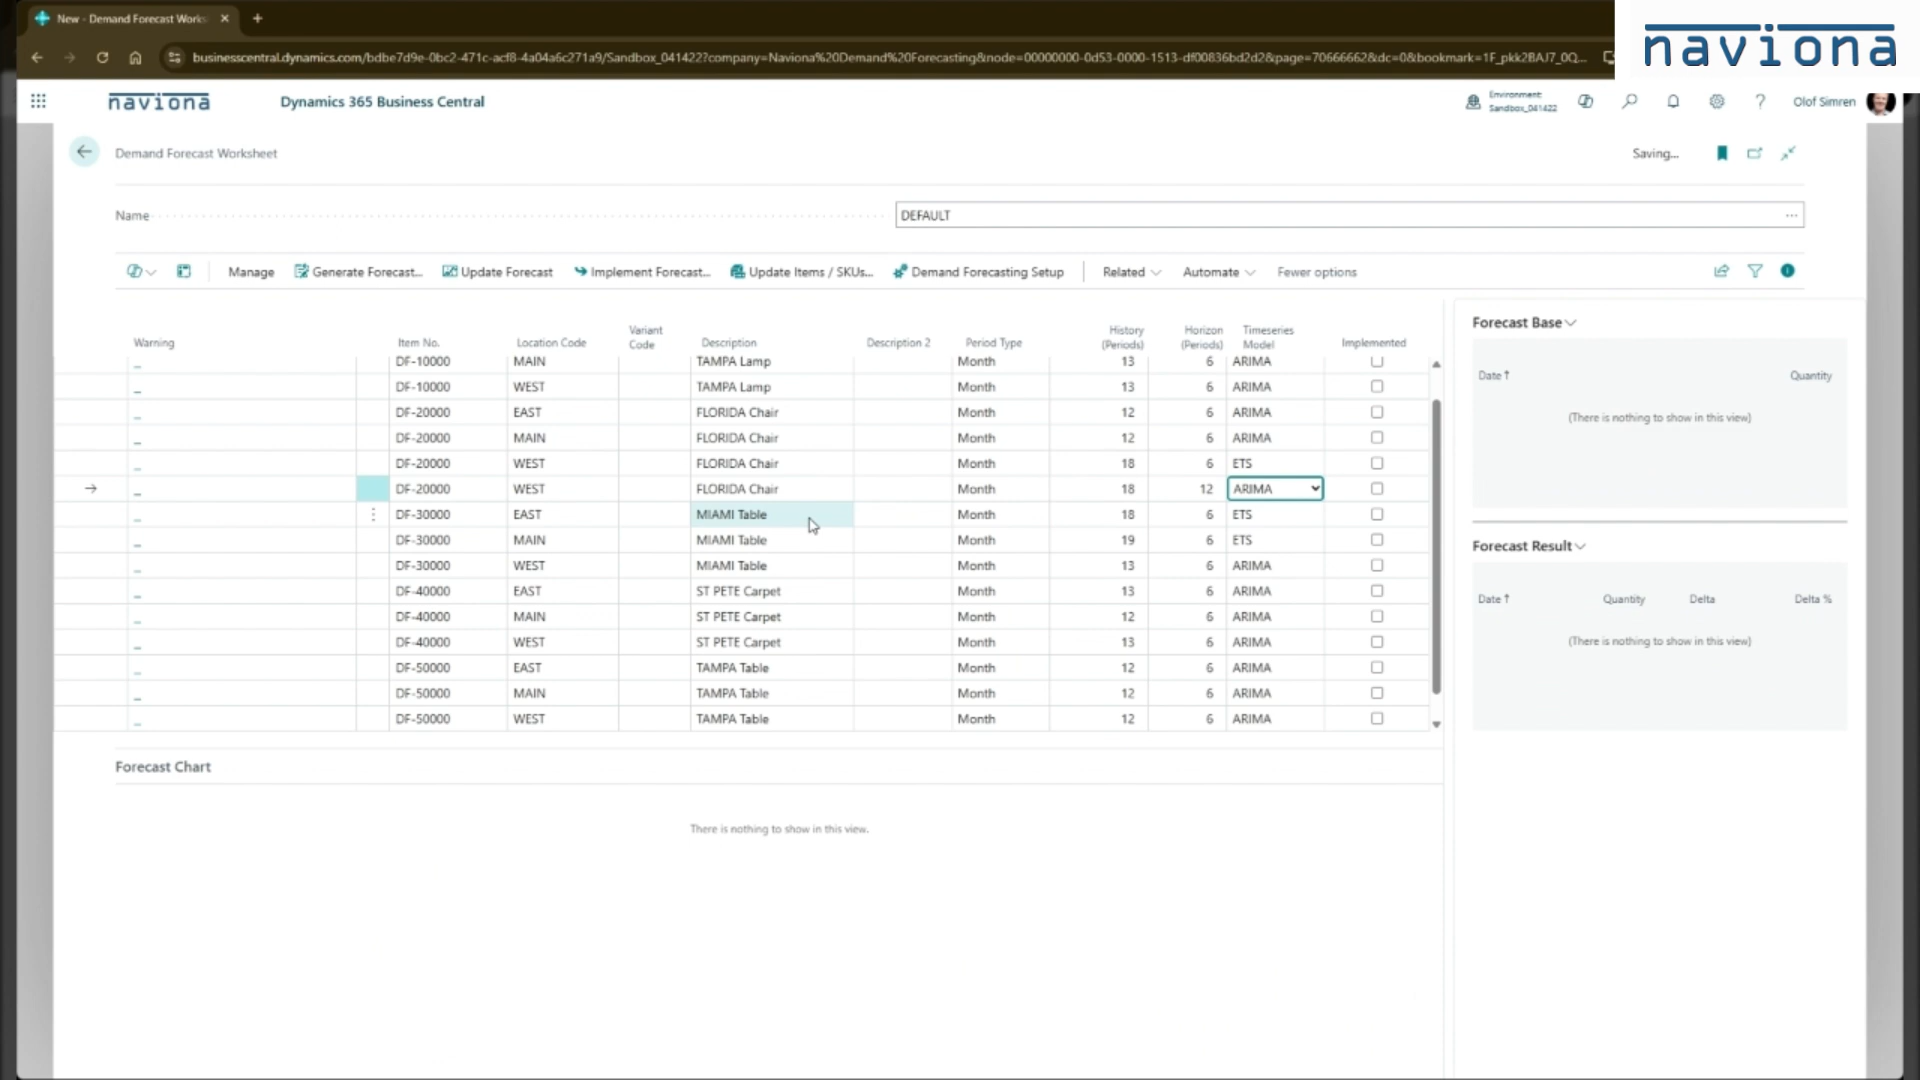 New - Demand Forecast Works
businesscentral.dynamics.com/bdbe7d9e-0bc2-471c-acf8-4a04a6c271a9/Sandbox_041422?company=Naviona%20Demand%20Forecasting&node=00000000-0d53-0000-1513-df00836bd2d2&page=70666662&dc=0&bookmark=1F_pkk2BAJ7_0Q...
naviona
naviona
Dynamics 365 Business Central
Environment:
Sandbox_041422
Olof Simren
Demand Forecast Worksheet
Saving...
Name
DEFAULT
Manage Generate Forecast... Update Forecast Implement Forecast... Update Items / SKUs... Demand Forecasting Setup Related Automate Fewer options
Warning Item No. Location Code Variant Code Description Description 2 Period Type History (Periods) Horizon (Periods) Timeseries Model Implemented
_ DF-10000 MAIN TAMPA Lamp Month 13 6 ARIMA
_ DF-10000 WEST TAMPA Lamp Month 13 6 ARIMA
_ DF-20000 EAST FLORIDA Chair Month 12 6 ARIMA
_ DF-20000 MAIN FLORIDA Chair Month 12 6 ARIMA
_ DF-20000 WEST FLORIDA Chair Month 18 6 ETS
_ DF-20000 WEST FLORIDA Chair Month 18 12 ARIMA
_ DF-30000 EAST MIAMI Table Month 18 6 ETS
_ DF-30000 MAIN MIAMI Table Month 19 6 ETS
_ DF-30000 WEST MIAMI Table Month 13 6 ARIMA
_ DF-40000 EAST ST PETE Carpet Month 13 6 ARIMA
_ DF-40000 MAIN ST PETE Carpet Month 12 6 ARIMA
_ DF-40000 WEST ST PETE Carpet Month 13 6 ARIMA
_ DF-50000 EAST TAMPA Table Month 12 6 ARIMA
_ DF-50000 MAIN TAMPA Table Month 12 6 ARIMA
_ DF-50000 WEST TAMPA Table Month 12 6 ARIMA
Forecast Base
Date ↑ Quantity
(There is nothing to show in this view)
Forecast Result
Date ↑ Quantity Delta Delta %
(There is nothing to show in this view)
Forecast Chart
There is nothing to show in this view.